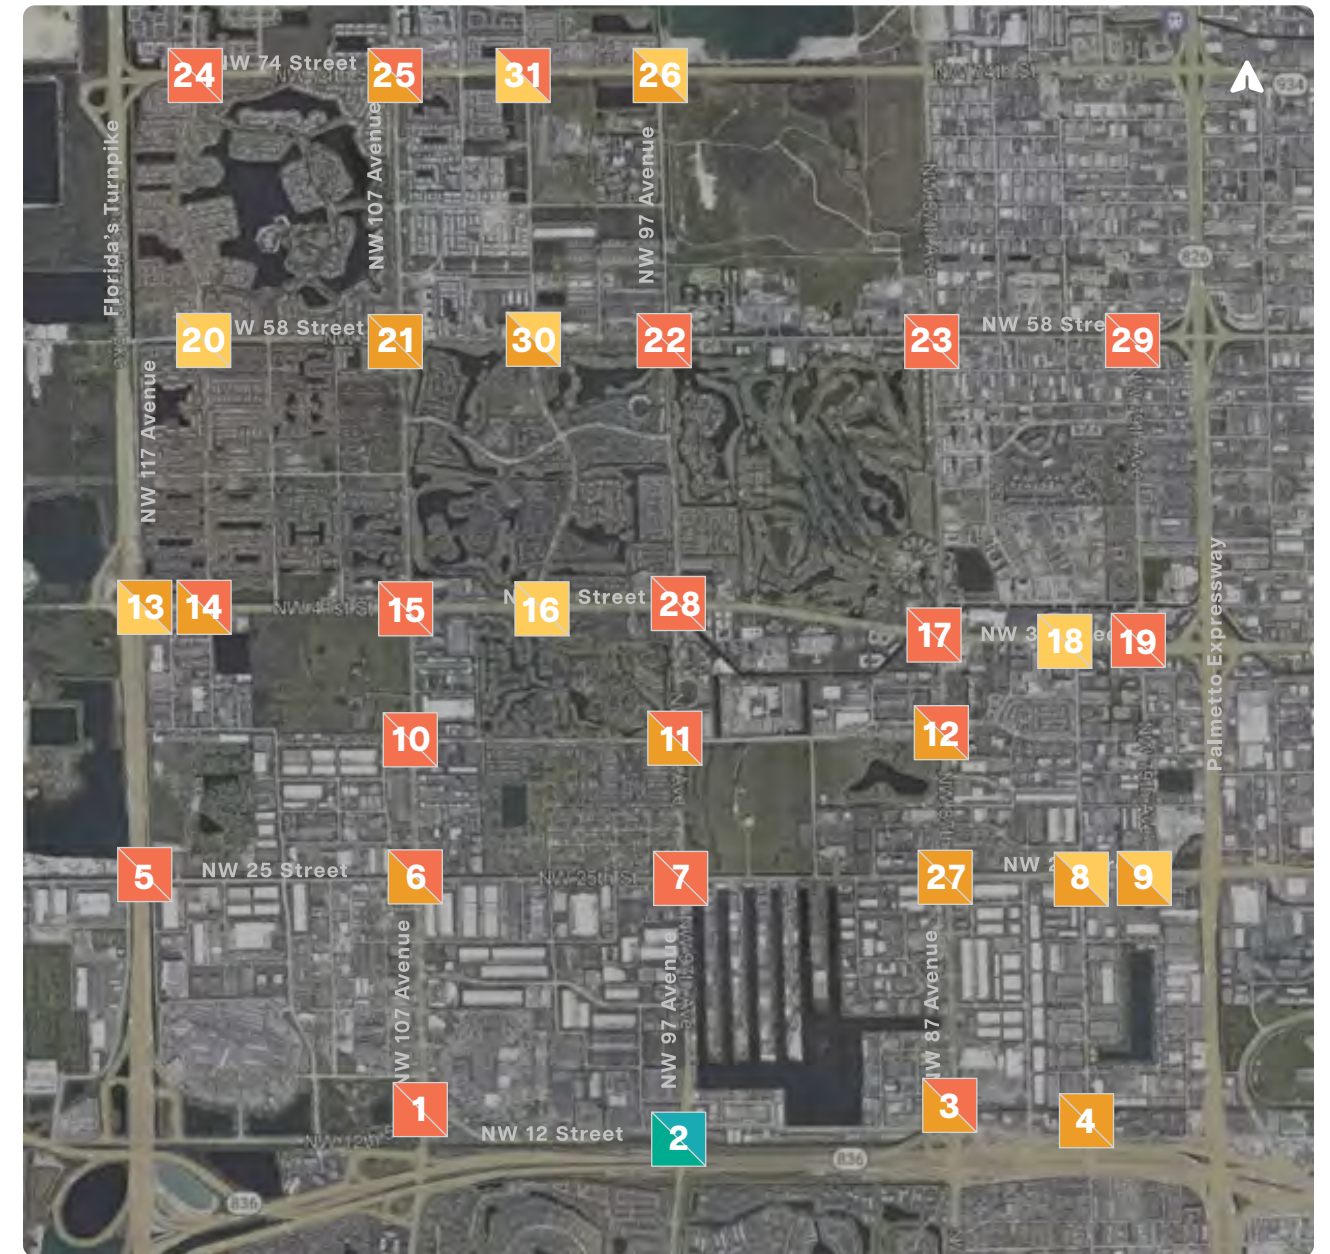 24
NW 74 Street
25
31
26
934
Florida's Turnpike
NW 107 Avenue
NW 97 Avenue
826
20
W 58 Street
21
30
22
23
NW 58 Stre
29
NW 117 Avenue
13
14
NW 41st St
15
16
Street
28
17
NW 3
18
19
Palmetto Expressway
10
11
12
5
NW 25 Street
6
NW 25th St
7
27
NW 2
8
9
NW 107 Avenue
NW 97 Avenue
NW 87 Avenue
1
NW 12 Street
2
3
4
836
836